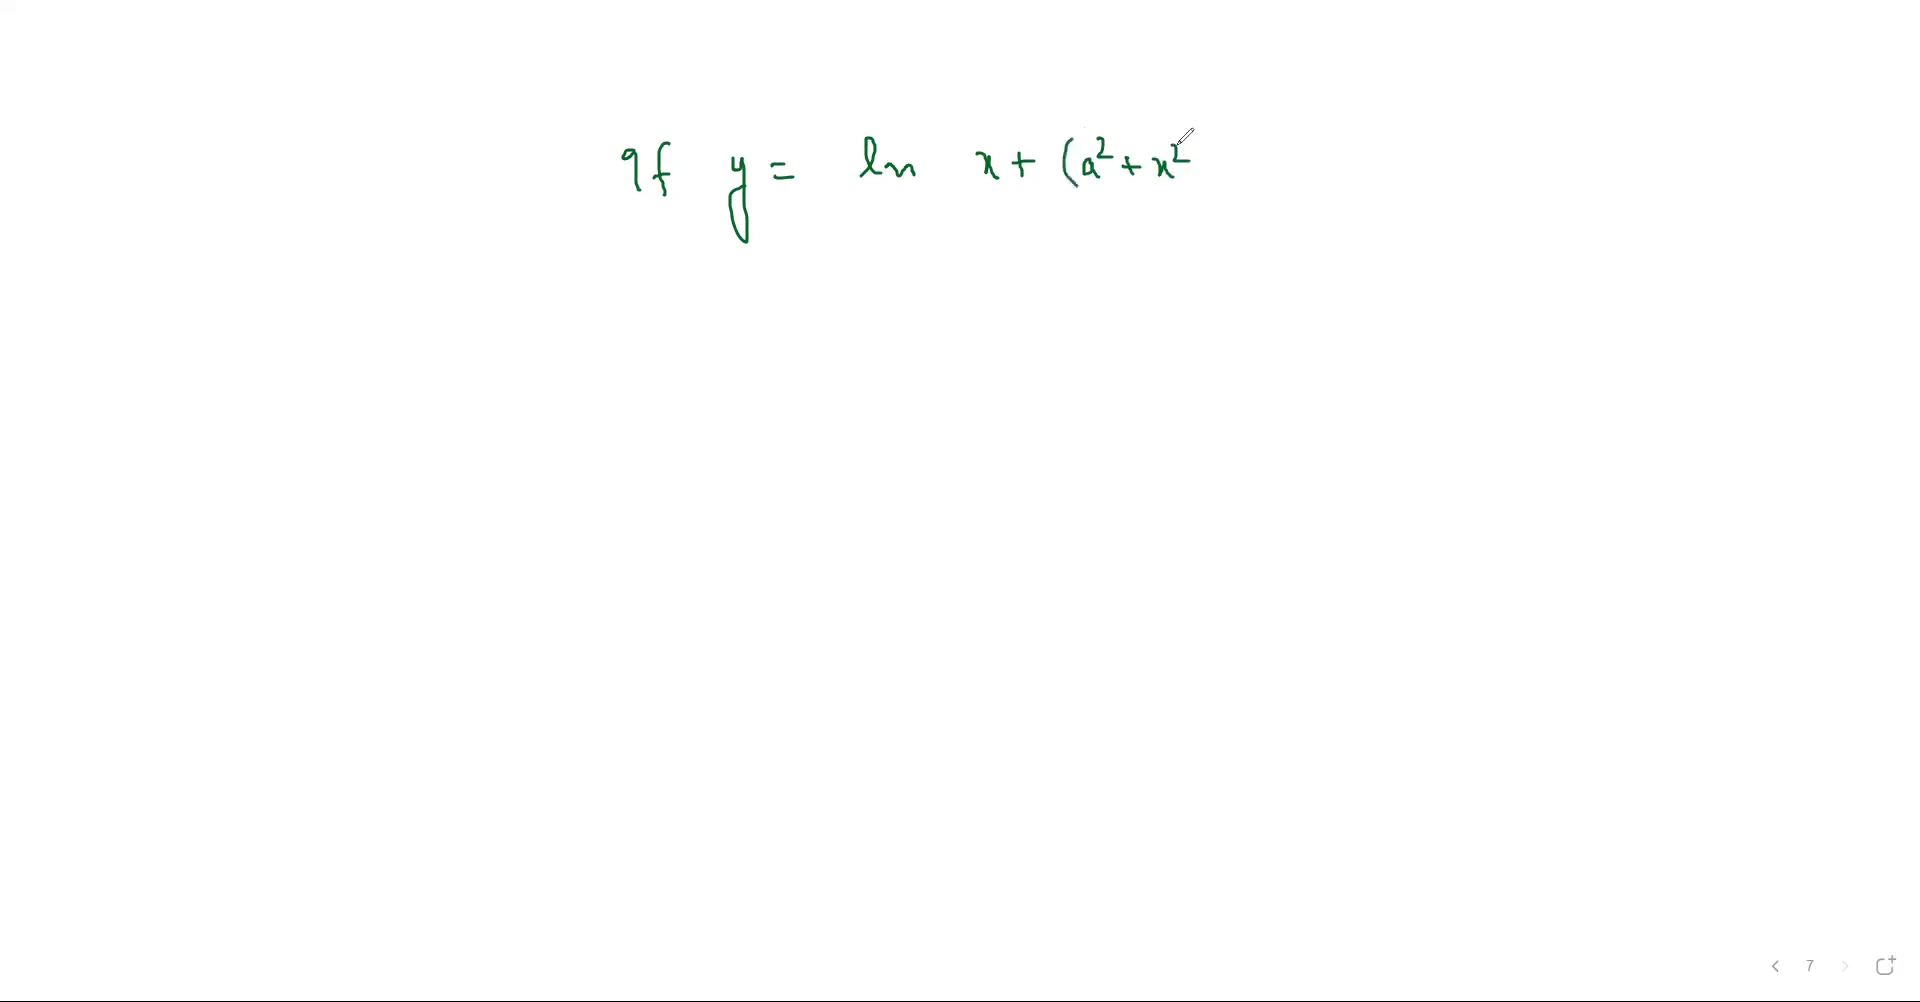 If y = ln x + (a² + x²
7